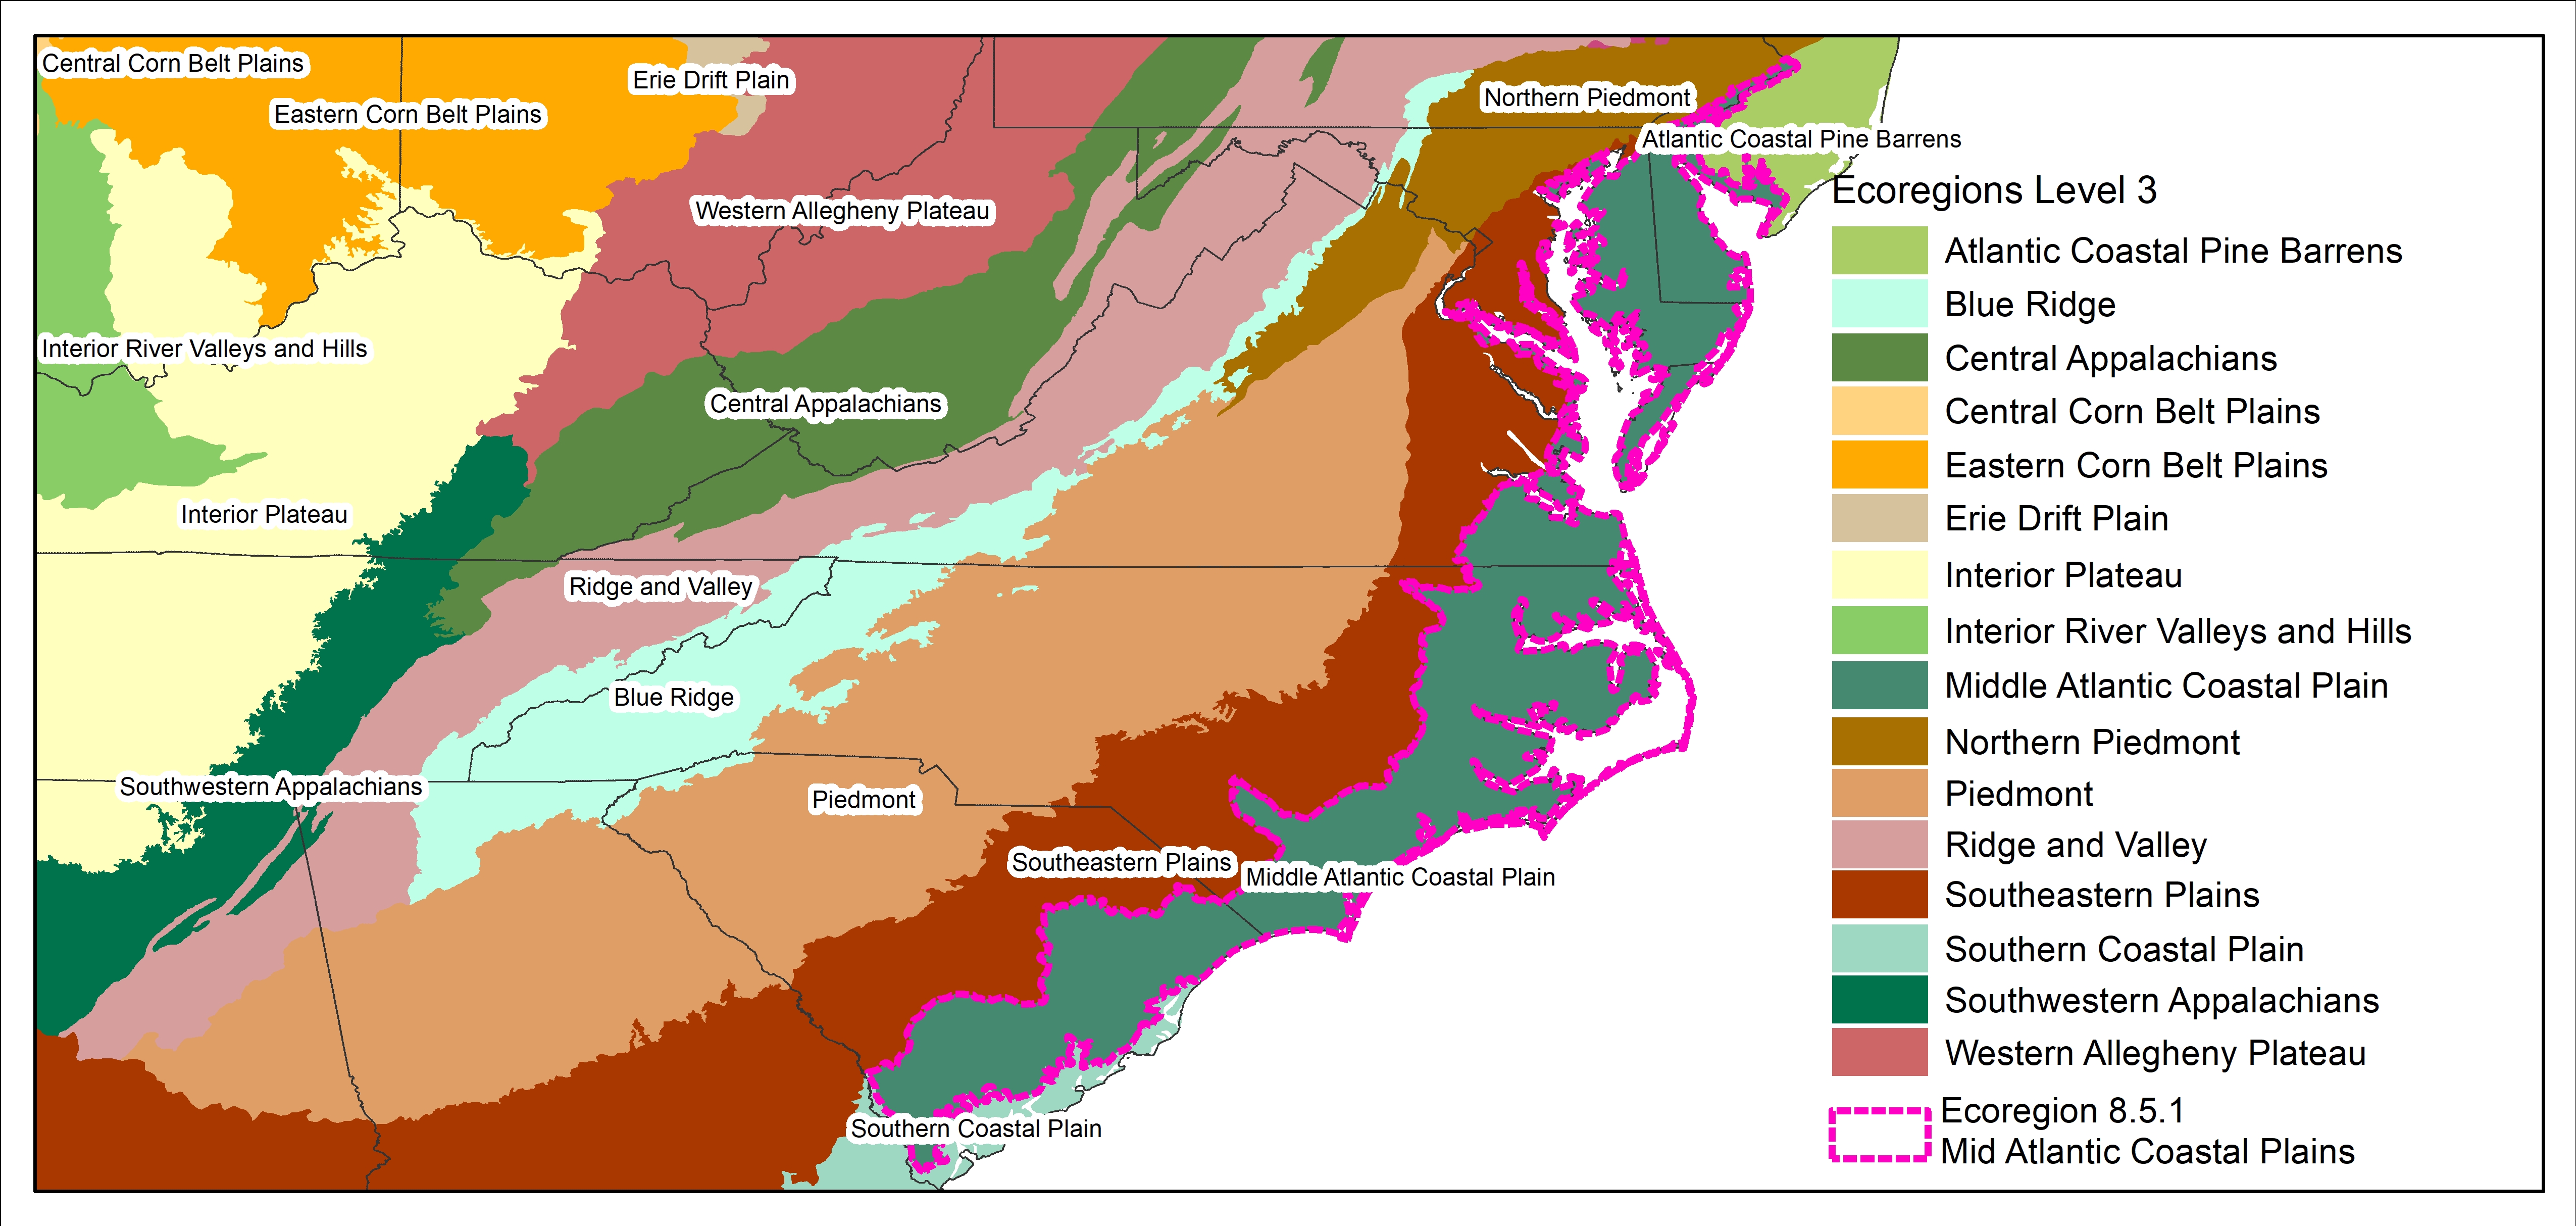 Central Corn Belt Plains
Erie Drift Plain
Eastern Corn Belt Plains
Northern Piedmont
Atlantic Coastal Pine Barrens
Western Allegheny Plateau
Interior River Valleys and Hills
Central Appalachians
Interior Plateau
Ridge and Valley
Blue Ridge
Southwestern Appalachians
Piedmont
Southeastern Plains
Middle Atlantic Coastal Plain
Southern Coastal Plain
Ecoregions Level 3
Atlantic Coastal Pine Barrens
Blue Ridge
Central Appalachians
Central Corn Belt Plains
Eastern Corn Belt Plains
Erie Drift Plain
Interior Plateau
Interior River Valleys and Hills
Middle Atlantic Coastal Plain
Northern Piedmont
Piedmont
Ridge and Valley
Southeastern Plains
Southern Coastal Plain
Southwestern Appalachians
Western Allegheny Plateau
Ecoregion 8.5.1
Mid Atlantic Coastal Plains